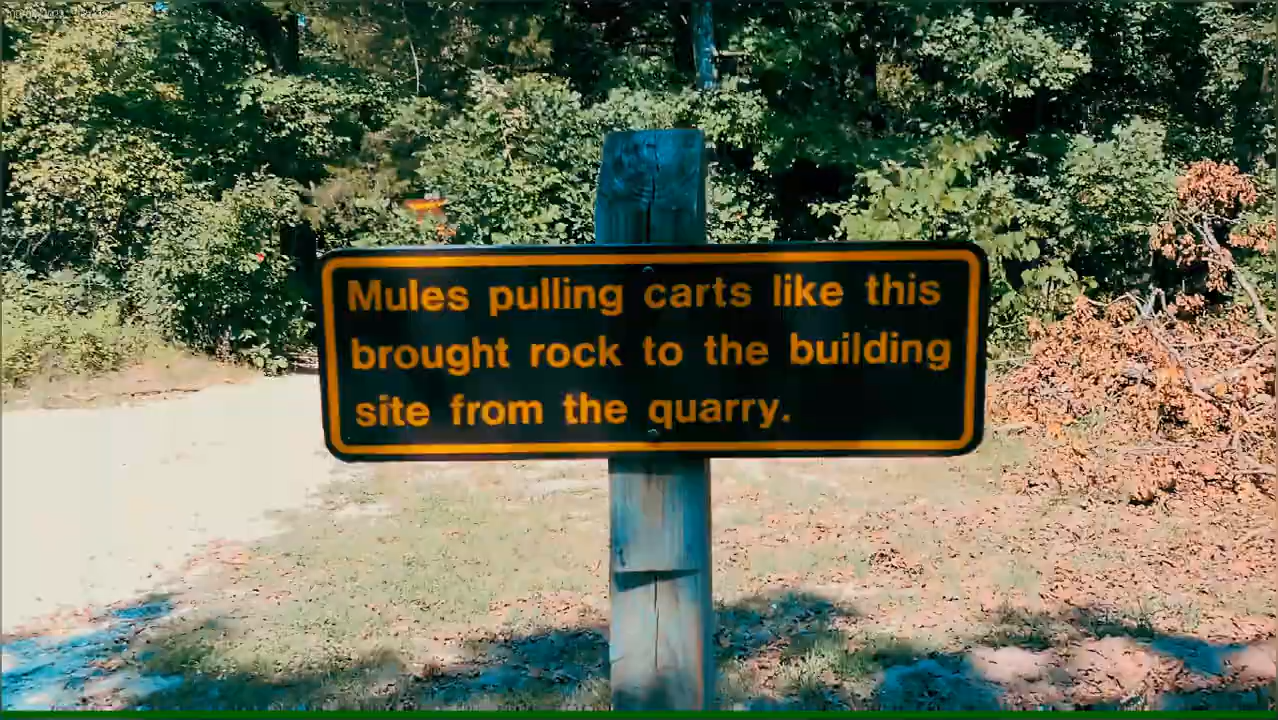 Mules pulling carts like this
brought rock to the building
site from the quarry.